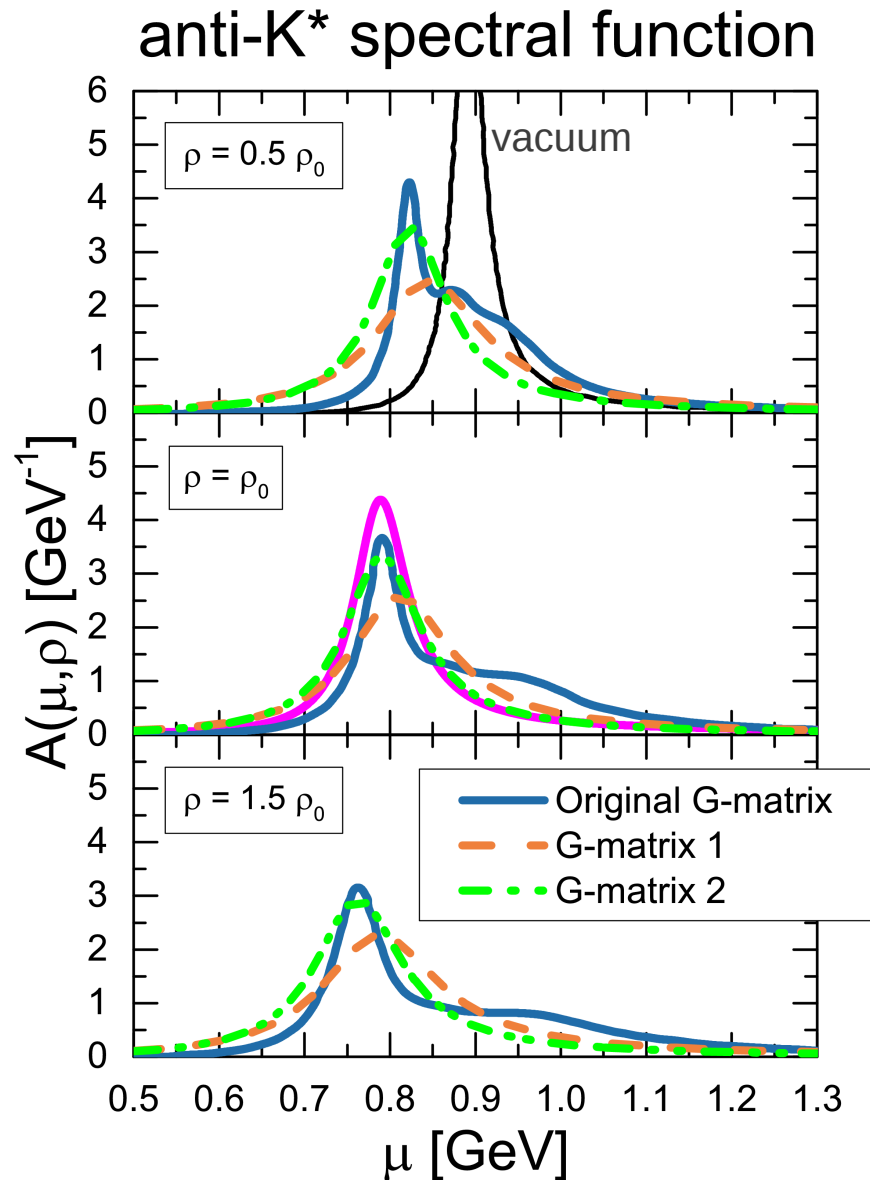 anti-K* spectral function
6
5
4
3
2
1
0
ρ = 0.5 ρ0
vacuum
5
4
3
2
1
0
ρ = ρ0
A(μ,ρ) [GeV-1]
5
4
3
2
1
0
ρ = 1.5 ρ0
Original G-matrix
G-matrix 1
G-matrix 2
0.5 0.6 0.7 0.8 0.9 1.0 1.1 1.2 1.3
μ [GeV]